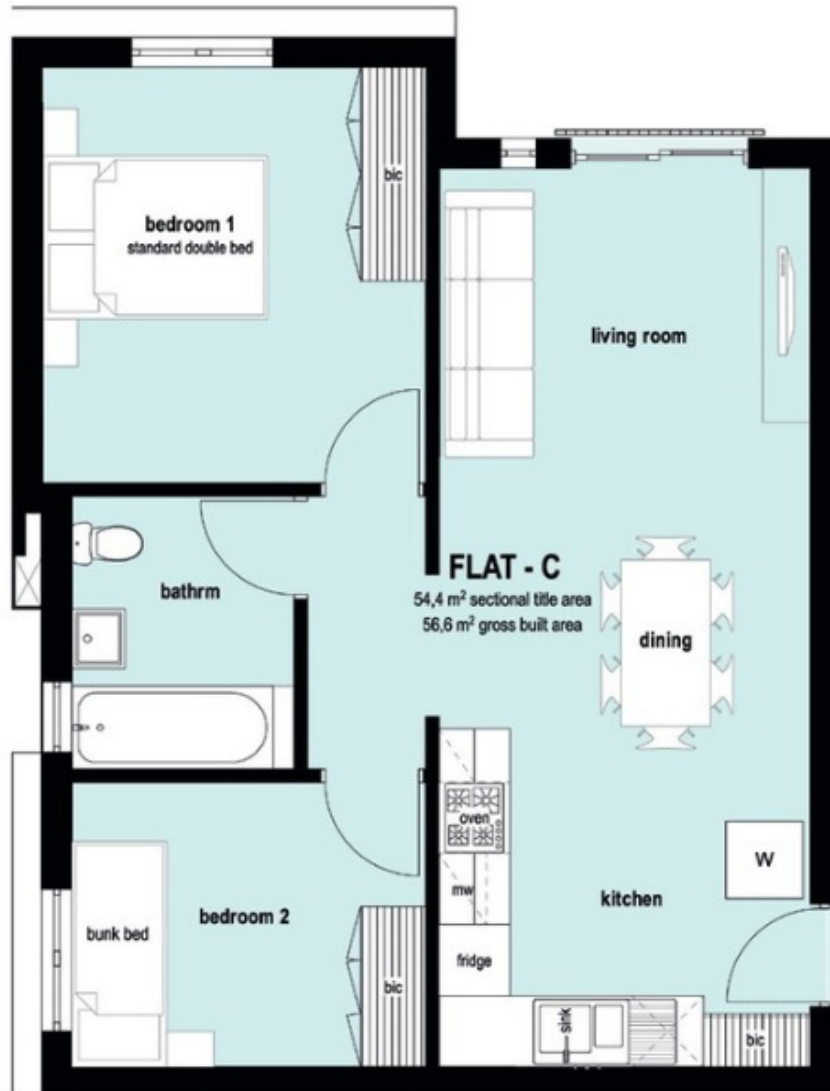 bedroom 1
standard double bed
bic
living room
bathrm
FLAT - C
54,4 m² sectional title area
56,6 m² gross built area
dining
oven
mw
W
kitchen
bedroom 2
bunk bed
fridge
bic
sink
bic